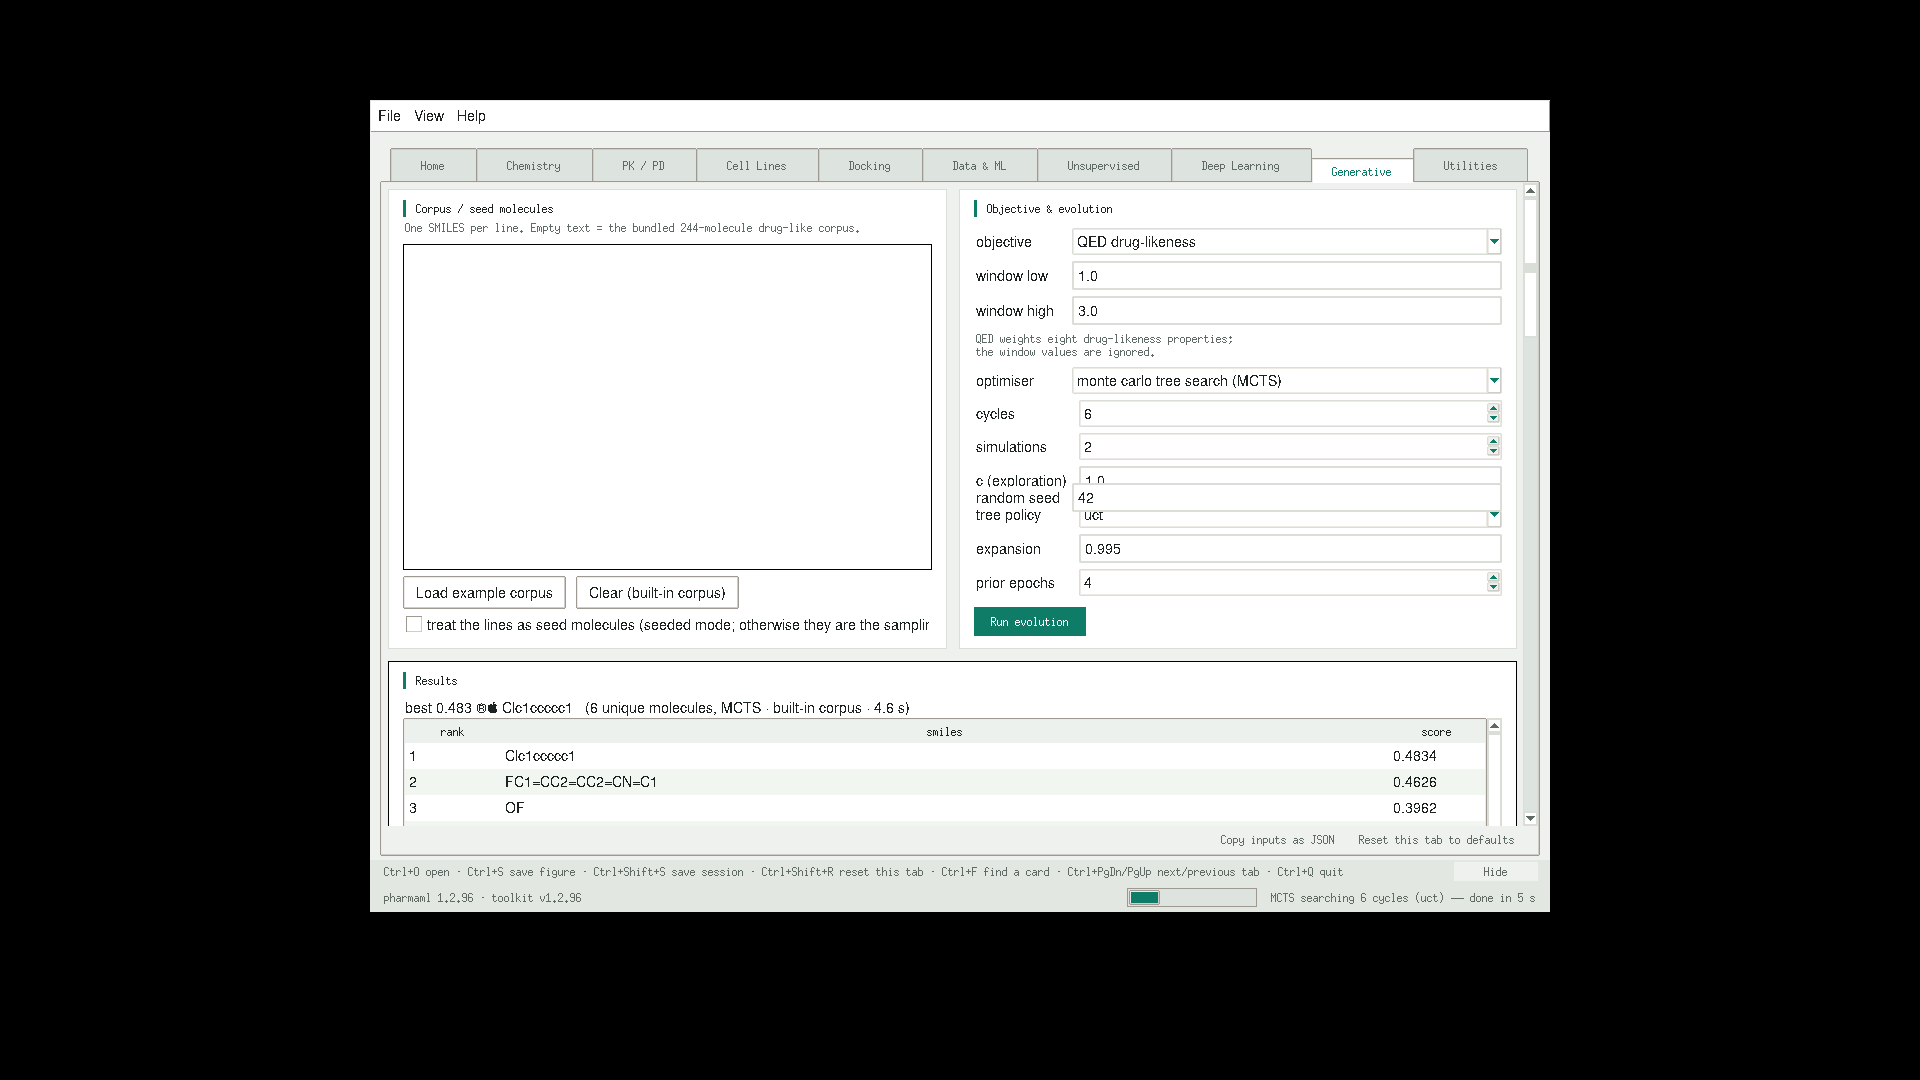 File View Help
Home Chemistry PK / PD Cell Lines Docking Data & ML Unsupervised Deep Learning Generative Utilities
Corpus / seed molecules
One SMILES per line. Empty text = the bundled 244-molecule drug-like corpus.
Load example corpus Clear (built-in corpus)
treat the lines as seed molecules (seeded mode; otherwise they are the samplir
Objective & evolution
objective QED drug-likeness
window low 1.0
window high 3.0
QED weights eight drug-likeness properties;
the window values are ignored.
optimiser monte carlo tree search (MCTS)
cycles 6
simulations 2
c (exploration) 1.0
random seed 42
tree policy uct
expansion 0.995
prior epochs 4
Run evolution
Results
best 0.483 ® Clc1ccccc1 (6 unique molecules, MCTS · built-in corpus · 4.6 s)
rank smiles score
1 Clc1ccccc1 0.4834
2 FC1=CC2=CC2=CN=C1 0.4626
3 OF 0.3962
Copy inputs as JSON Reset this tab to defaults
Ctrl+O open · Ctrl+S save figure · Ctrl+Shift+S save session · Ctrl+Shift+R reset this tab · Ctrl+F find a card · Ctrl+PgDn/PgUp next/previous tab · Ctrl+Q quit Hide
pharmaml 1.2.96 · toolkit v1.2.96 MCTS searching 6 cycles (uct) — done in 5 s